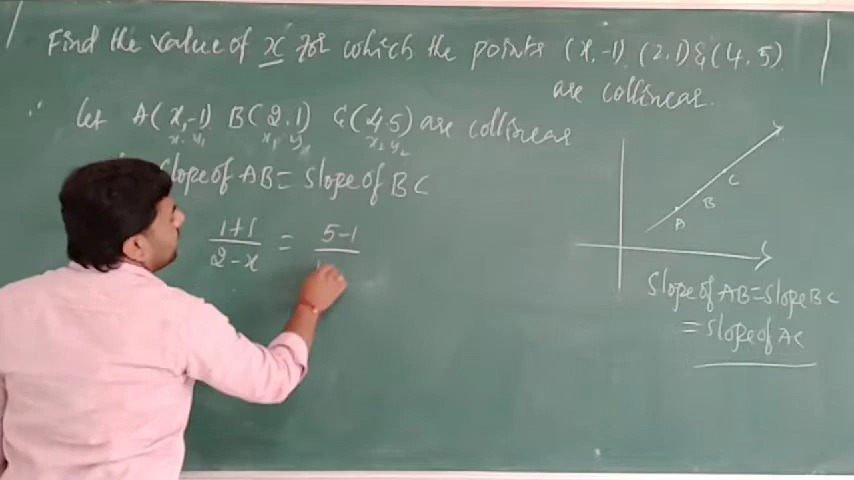 Find the value of x for which the points (x,-1) (2,1) & (4,5)
are collinear.
∴ let A(x,-1) B(2,1) C(4,5) are collinear
x₁ y₁ x₁ y₁ x₂ y₂
Slope of AB = Slope of BC
1+1 = 5-1
2-x
A B C
Slope of AB = Slope BC
= Slope of AC